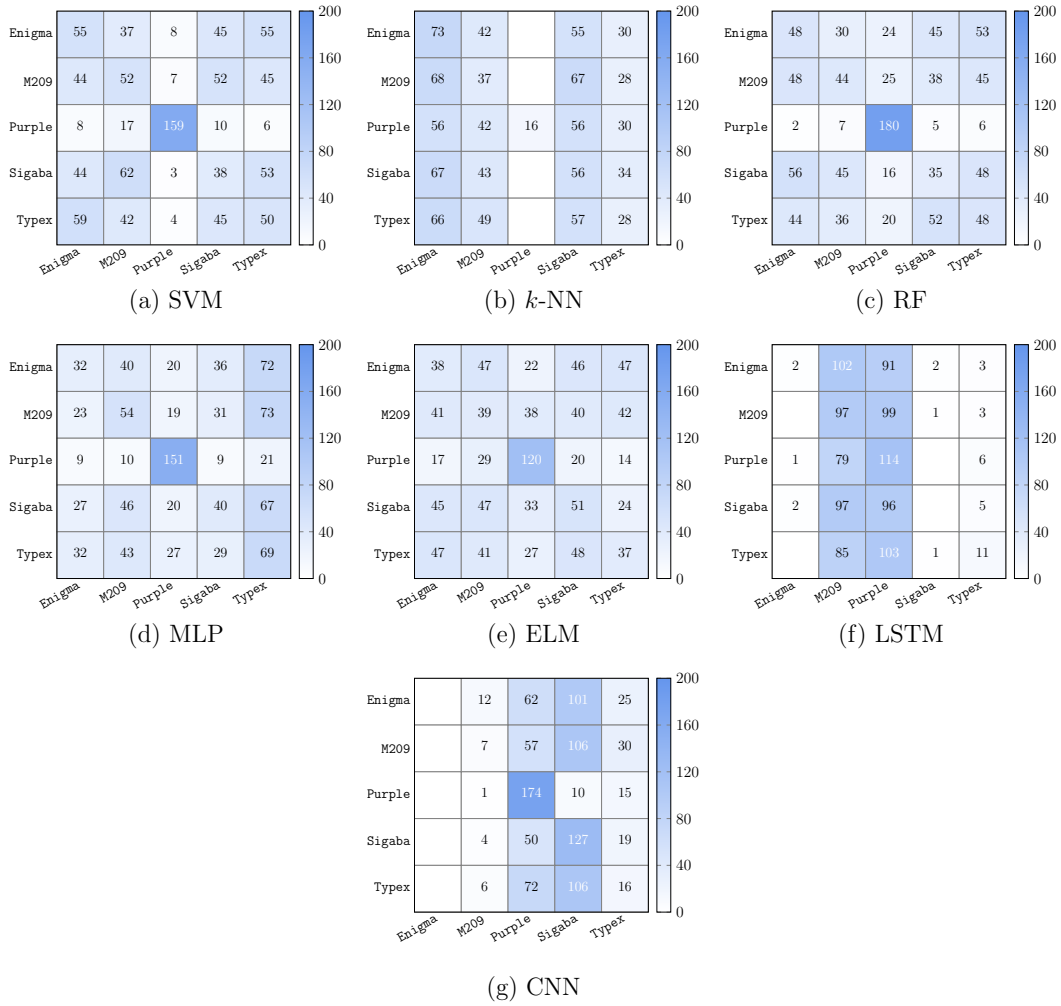 Enigma 55 37 8 45 55
M209 44 52 7 52 45
Purple 8 17 159 10 6
Sigaba 44 62 3 38 53
Typex 59 42 4 45 50
Enigma M209 Purple Sigaba Typex
0 40 80 120 160 200
(a) SVM
Enigma 73 42 55 30
M209 68 37 67 28
Purple 56 42 16 56 30
Sigaba 67 43 56 34
Typex 66 49 57 28
Enigma M209 Purple Sigaba Typex
0 40 80 120 160 200
(b) k-NN
Enigma 48 30 24 45 53
M209 48 44 25 38 45
Purple 2 7 180 5 6
Sigaba 56 45 16 35 48
Typex 44 36 20 52 48
Enigma M209 Purple Sigaba Typex
0 40 80 120 160 200
(c) RF
Enigma 32 40 20 36 72
M209 23 54 19 31 73
Purple 9 10 151 9 21
Sigaba 27 46 20 40 67
Typex 32 43 27 29 69
Enigma M209 Purple Sigaba Typex
0 40 80 120 160 200
(d) MLP
Enigma 38 47 22 46 47
M209 41 39 38 40 42
Purple 17 29 120 20 14
Sigaba 45 47 33 51 24
Typex 47 41 27 48 37
Enigma M209 Purple Sigaba Typex
0 40 80 120 160 200
(e) ELM
Enigma 2 102 91 2 3
M209 97 99 1 3
Purple 1 79 114 6
Sigaba 2 97 96 5
Typex 85 103 1 11
Enigma M209 Purple Sigaba Typex
0 40 80 120 160 200
(f) LSTM
Enigma 12 62 101 25
M209 7 57 106 30
Purple 1 174 10 15
Sigaba 4 50 127 19
Typex 6 72 106 16
Enigma M209 Purple Sigaba Typex
0 40 80 120 160 200
(g) CNN